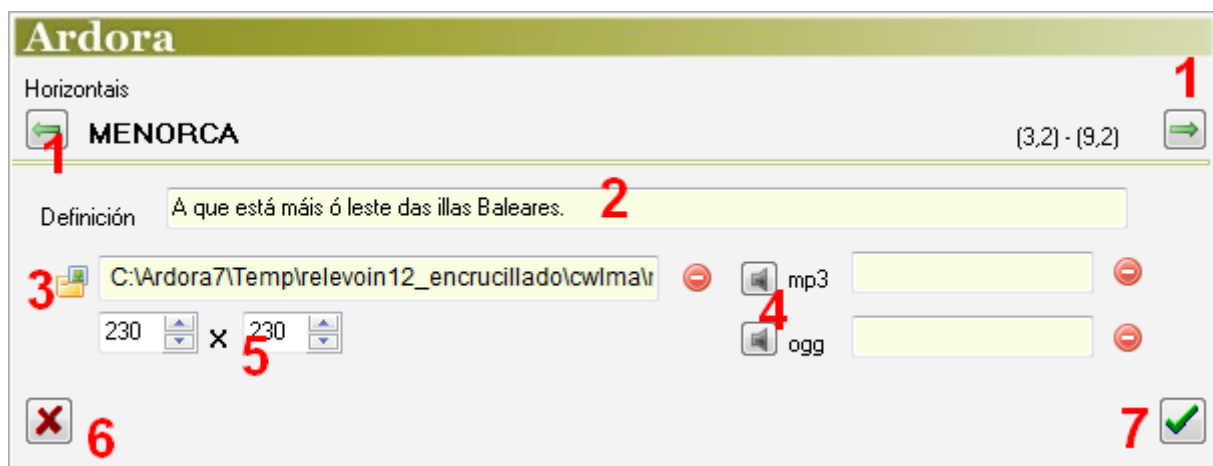 Ardora
Horizontais
1
1 MENORCA (3,2) - (9,2)
Definición A que está máis ó leste das illas Baleares. 2
3 C:\Ardora7\Temp\relevoin12_encrucillado\cwlma\r mp3
4
230 x 230 ogg
5
6 7